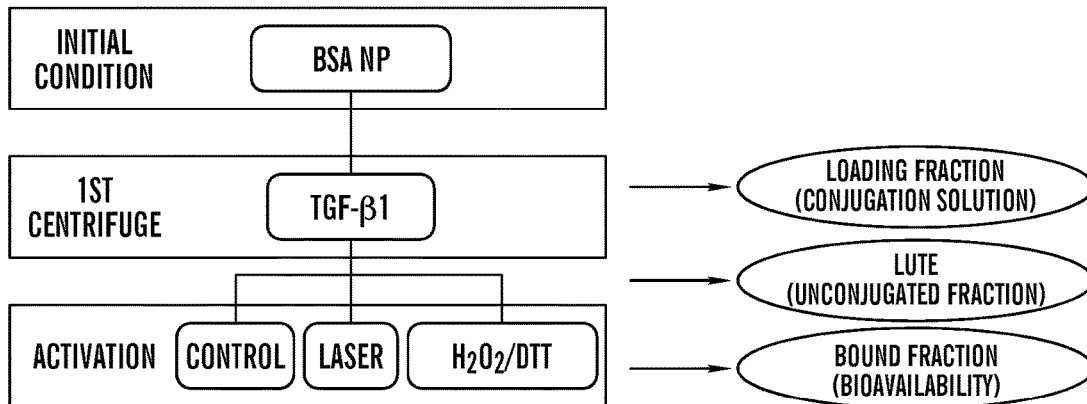 INITIAL
CONDITION
BSA NP
1ST
CENTRIFUGE
TGF-β1
LOADING FRACTION
(CONJUGATION SOLUTION)
LUTE
(UNCONJUGATED FRACTION)
ACTIVATION
CONTROL
LASER
H₂O₂/DTT
BOUND FRACTION
(BIOAVAILABILITY)